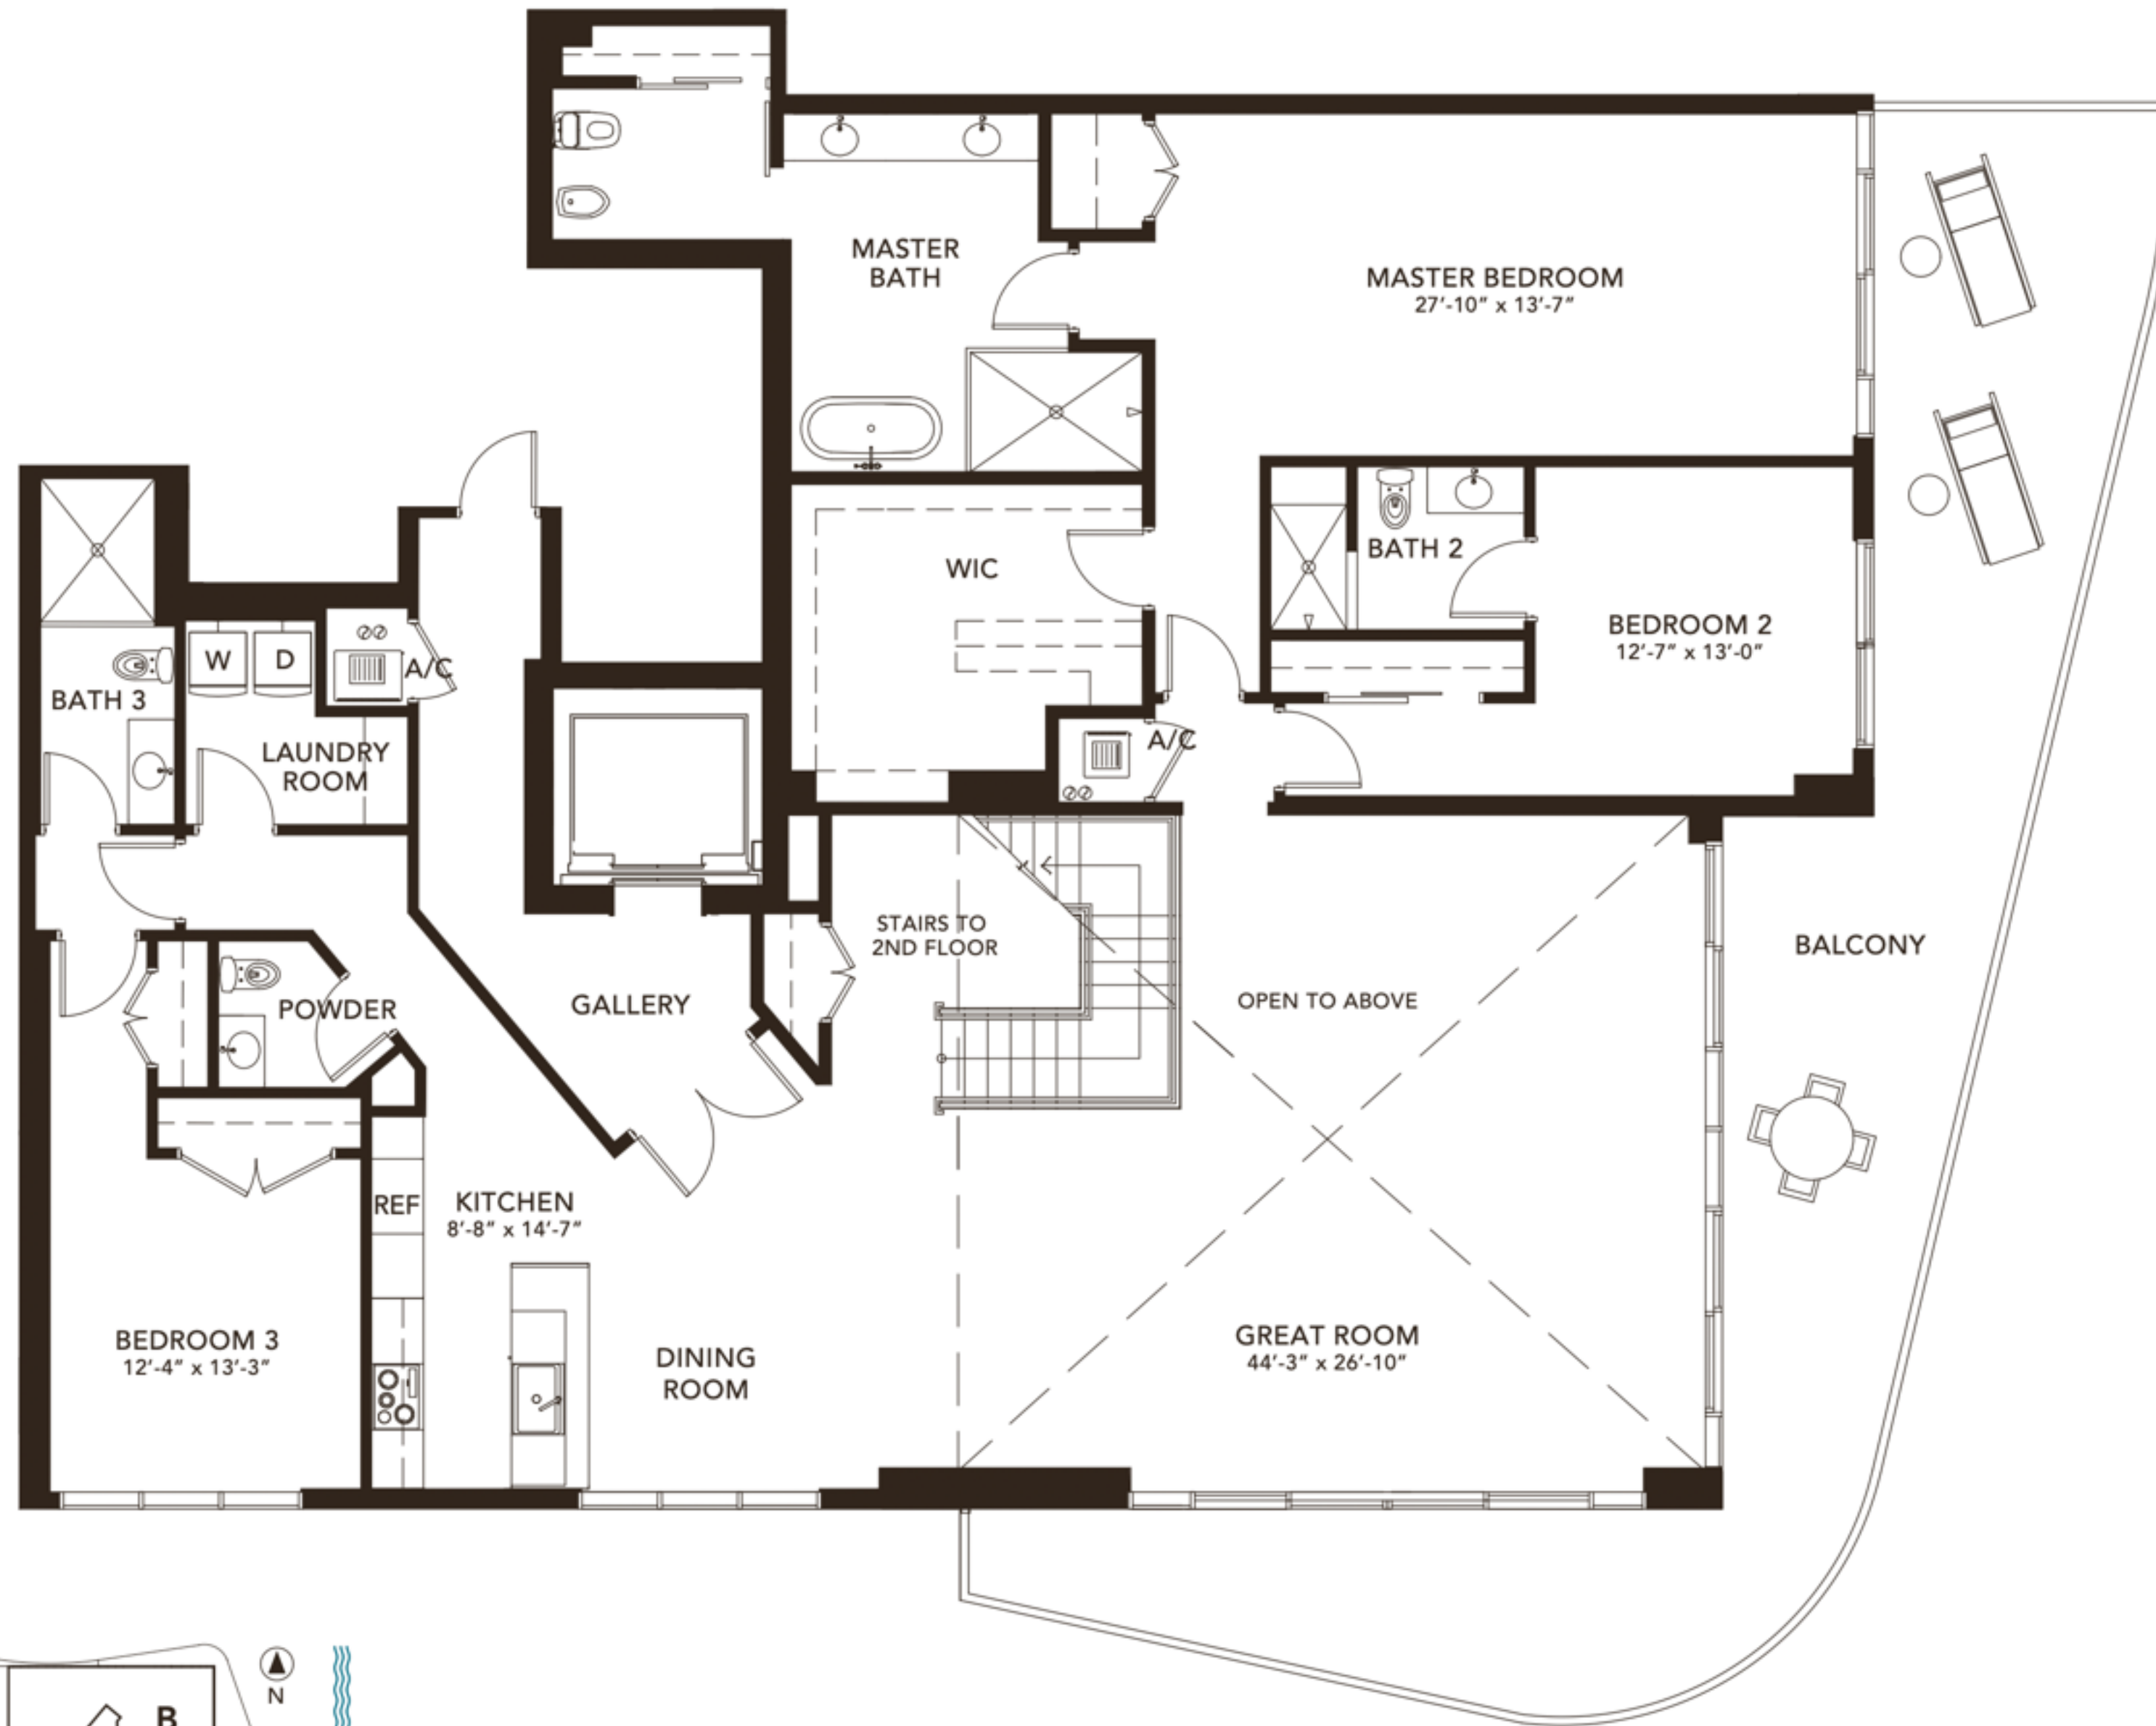 MASTER
BATH
MASTER BEDROOM
27'-10" x 13'-7"
WIC
BATH 2
BEDROOM 2
12'-7" x 13'-0"
W
D
A/C
BATH 3
LAUNDRY
ROOM
A/C
STAIRS TO
2ND FLOOR
BALCONY
GALLERY
POWDER
OPEN TO ABOVE
REF
KITCHEN
8'-8" x 14'-7"
BEDROOM 3
12'-4" x 13'-3"
DINING
ROOM
GREAT ROOM
44'-3" x 26'-10"
N
B